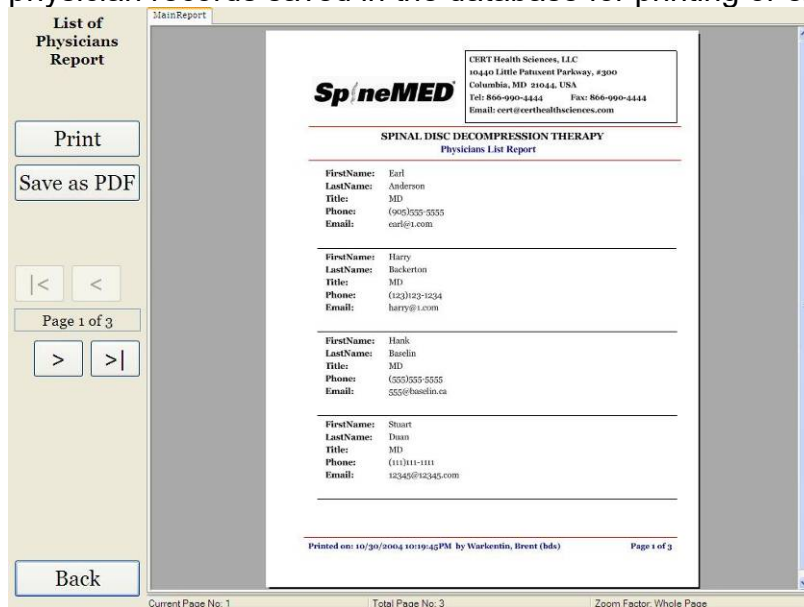 physician records saved in the database for printing or
List of
Physicians
Report
Print
Save as PDF
|<
<
Page 1 of 3
>
>|
Back
MainReport
SpineMED
CERT Health Sciences, LLC
10440 Little Patuxent Parkway, #300
Columbia, MD 21044, USA
Tel: 866-990-4444 Fax: 866-990-4444
Email: cert@certhealthsciences.com
SPINAL DISC DECOMPRESSION THERAPY
Physicians List Report
FirstName: Earl
LastName: Anderson
Title: MD
Phone: (905)555-5555
Email: earl@1.com
FirstName: Harry
LastName: Backerton
Title: MD
Phone: (123)123-1234
Email: harry@1.com
FirstName: Hank
LastName: Baselin
Title: MD
Phone: (555)555-5555
Email: 555@baselin.ca
FirstName: Stuart
LastName: Duan
Title: MD
Phone: (111)111-1111
Email: 12345@12345.com
Printed on: 10/30/2004 10:19:45PM by Warkentin, Brent (hds) Page 1 of 3
Current Page No: 1 Total Page No: 3 Zoom Factor: Whole Page